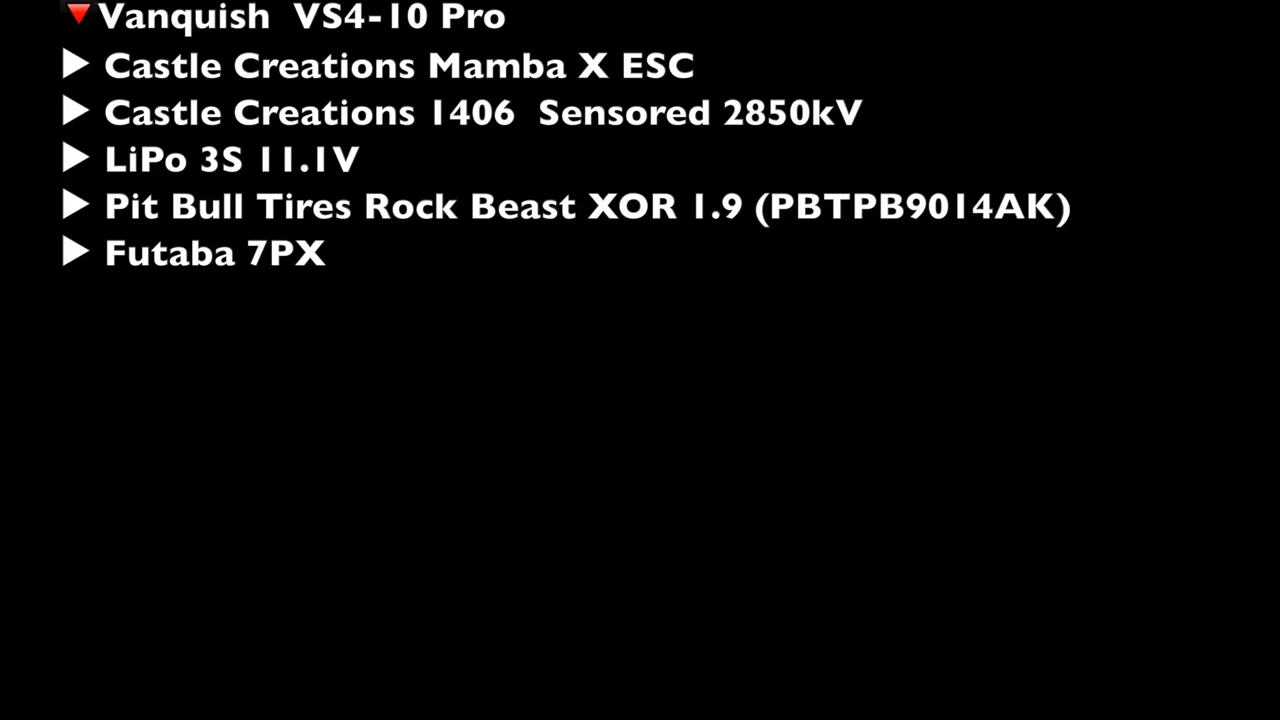 🔻Vanquish  VS4-10 Pro
▶ Castle Creations Mamba X ESC
▶ Castle Creations 1406  Sensored 2850kV
▶ LiPo 3S 11.1V
▶ Pit Bull Tires Rock Beast XOR 1.9 (PBTPB9014AK)
▶ Futaba 7PX